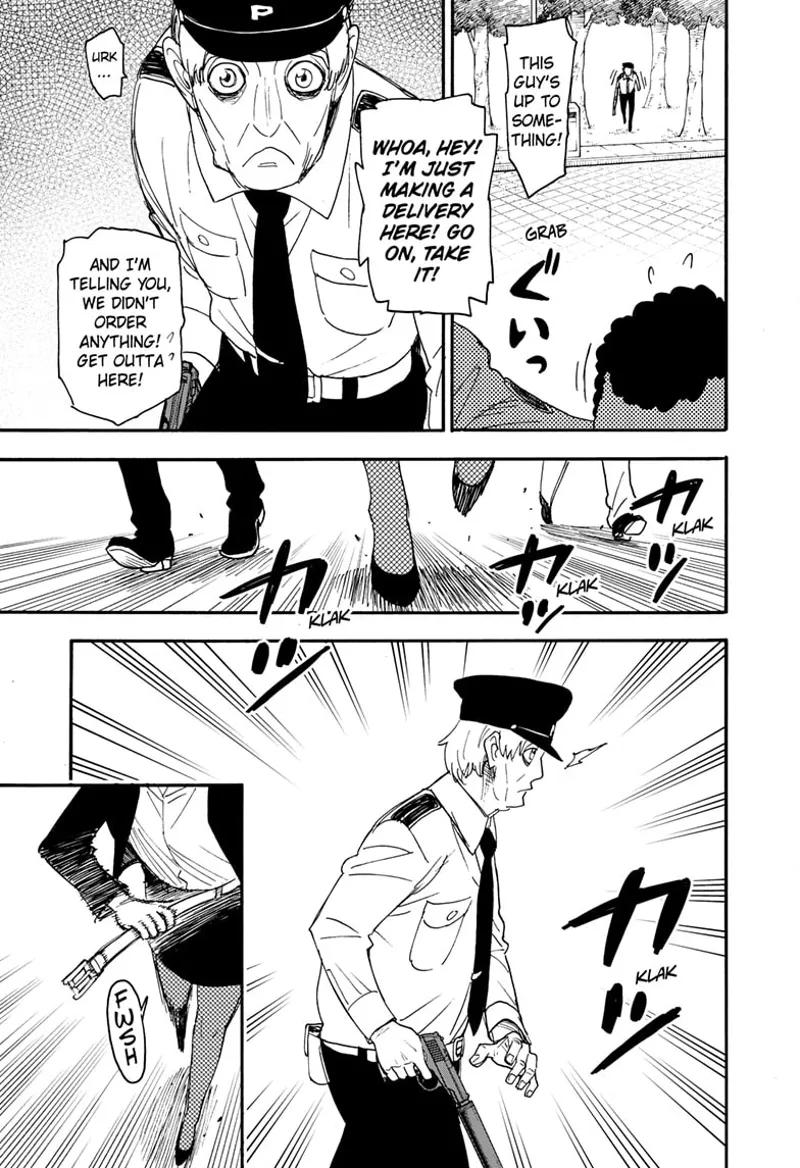 THIS
GUY'S
UP TO
SOME-
THING!
GRAB
ぐいっ
P
URK
...
WHOA, HEY!
I'M JUST
MAKING A
DELIVERY
HERE! GO
ON, TAKE
IT!
AND I'M
TELLING YOU,
WE DIDN'T
ORDER
ANYTHING!
GET OUTTA
HERE!
カッ
KLAK
カッ
KLAK
カッ
KLAK
カッ
KLAK
FWSH